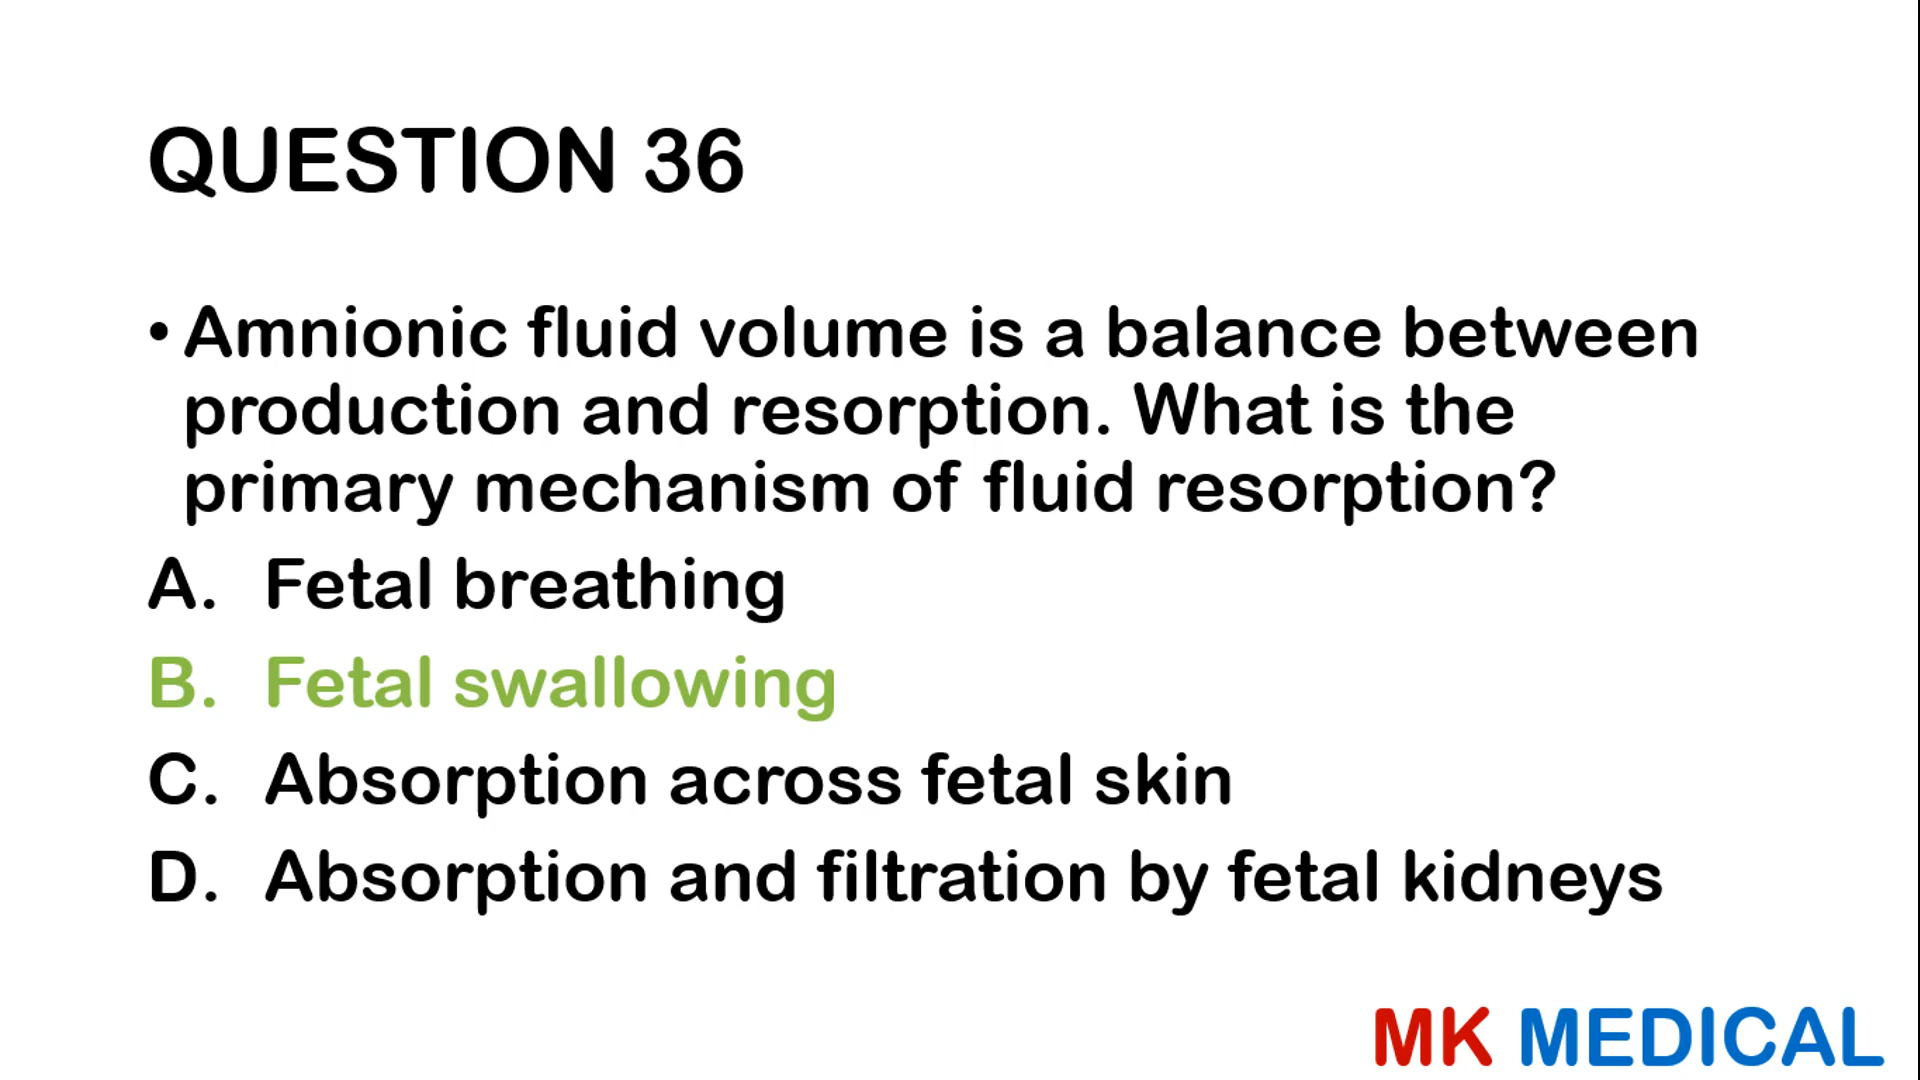 QUESTION 36
• Amnionic fluid volume is a balance between
production and resorption. What is the
primary mechanism of fluid resorption?
A. Fetal breathing
B. Fetal swallowing
C. Absorption across fetal skin
D. Absorption and filtration by fetal kidneys
MK MEDICAL